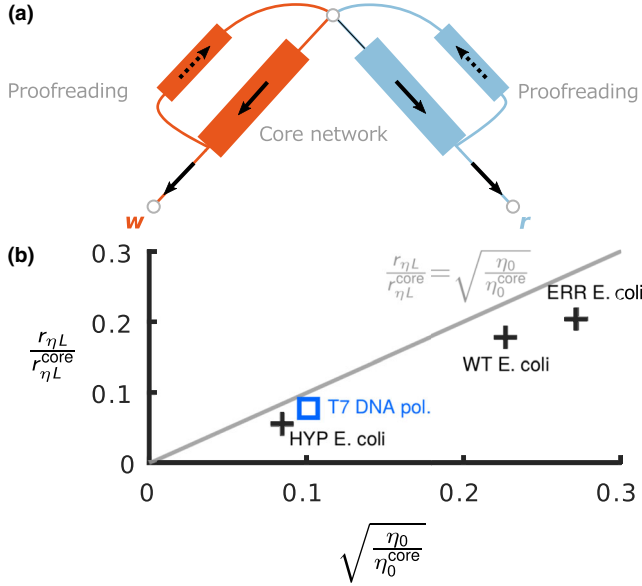 (a)
Proofreading
Proofreading
Core network
w
r
(b)
0.3
r_{ηL}/r_{ηL}^{core} = √(η_0/η_0^{core})
ERR E. coli
0.2
r_{ηL}/r_{ηL}^{core}
WT E. coli
0.1
T7 DNA pol.
HYP E. coli
0
0 0.1 0.2 0.3
√(η_0/η_0^{core})